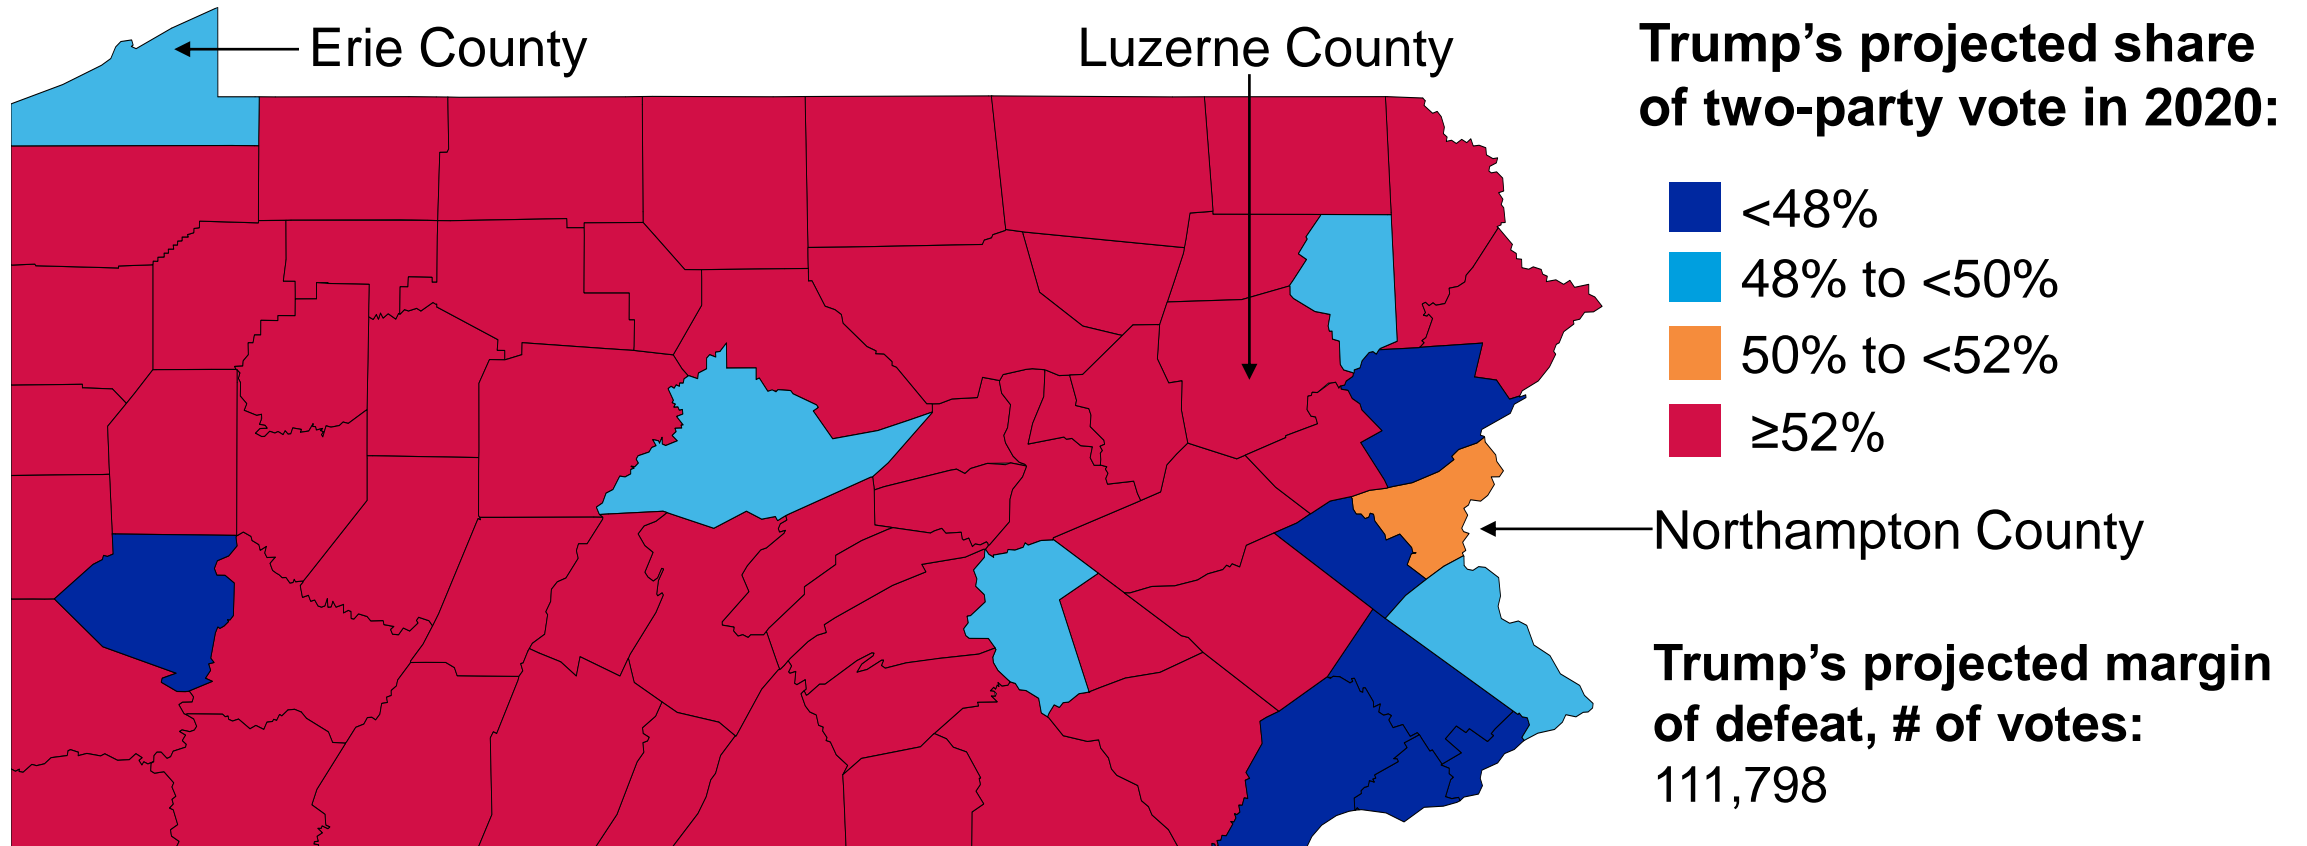 Erie County
Luzerne County
Trump’s projected share
of two-party vote in 2020:
<48%
48% to <50%
50% to <52%
≥52%
Northampton County
Trump’s projected margin
of defeat, # of votes:
111,798